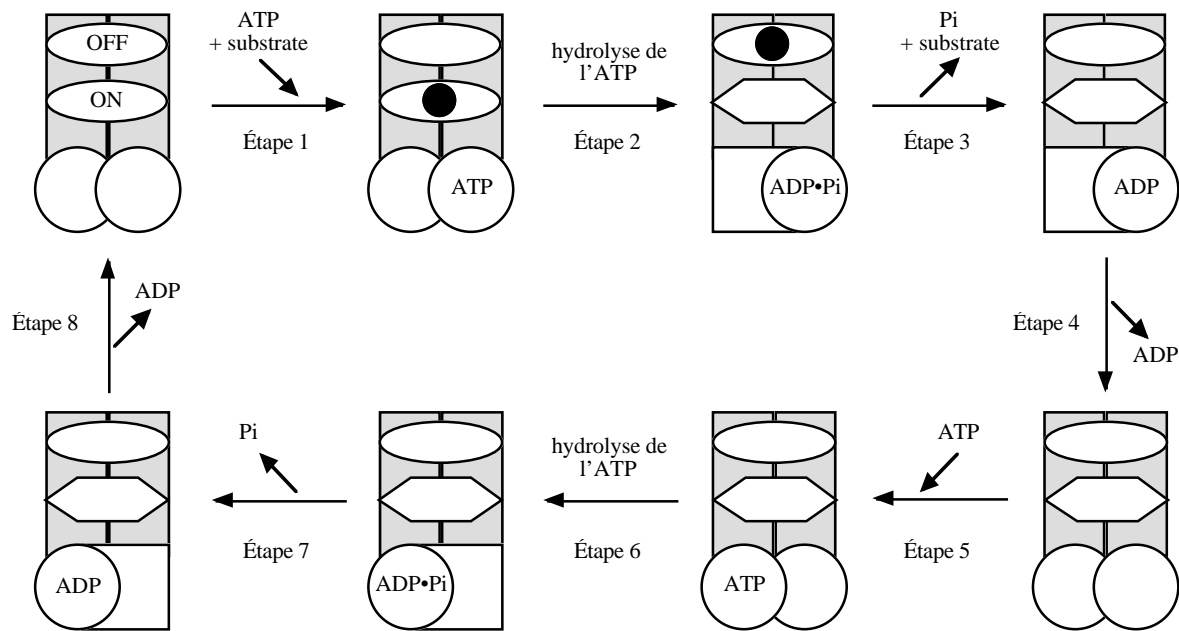 OFF
ON
ATP
+ substrate
Étape 1
ATP
hydrolyse de
l'ATP
Étape 2
ADP•Pi
Pi
+ substrate
Étape 3
ADP
Étape 4
ADP
ATP
Étape 5
ATP
hydrolyse de
l'ATP
Étape 6
ADP•Pi
Pi
Étape 7
ADP
Étape 8
ADP